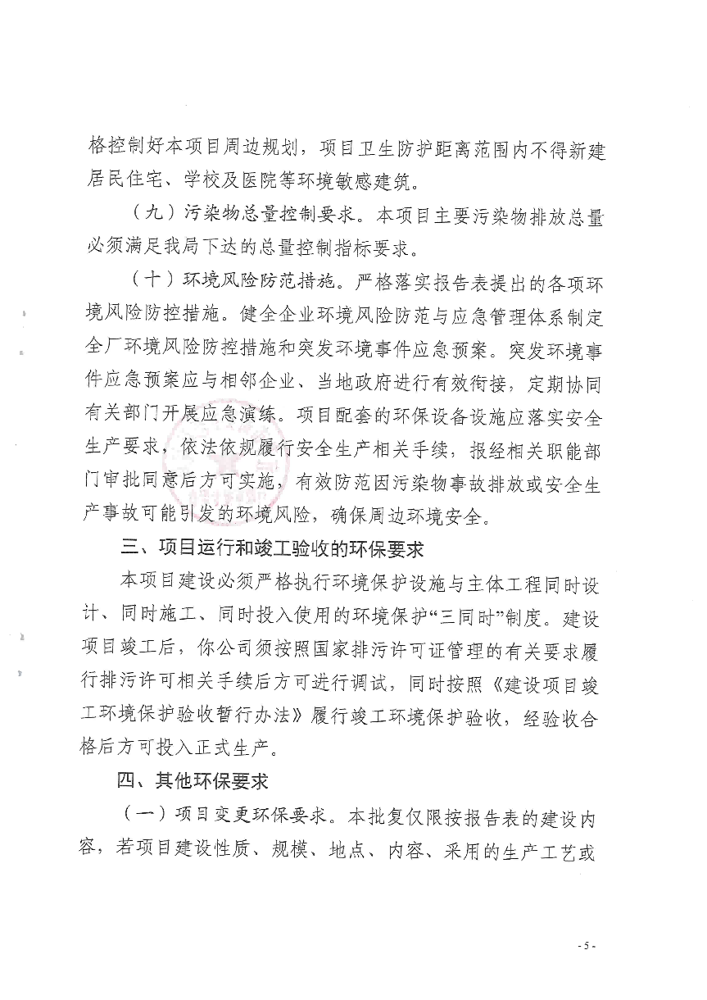 格控制好本项目周边规划，项目卫生防护距离范围内不得新建
居民住宅、学校及医院等环境敏感建筑。
（九）污染物总量控制要求。本项目主要污染物排放总量
必须满足我局下达的总量控制指标要求。
（十）环境风险防范措施。严格落实报告表提出的各项环
境风险防控措施。健全企业环境风险防范与应急管理体系制定
全厂环境风险防控措施和突发环境事件应急预案。突发环境事
件应急预案应与相邻企业、当地政府进行有效衔接，定期协同
有关部门开展应急演练。项目配套的环保设备设施应落实安全
生产要求，依法依规履行安全生产相关手续，报经相关职能部
门审批同意后方可实施，有效防范因污染物事故排放或安全生
产事故可能引发的环境风险，确保周边环境安全。
三、项目运行和竣工验收的环保要求
本项目建设必须严格执行环境保护设施与主体工程同时设
计、同时施工、同时投入使用的环境保护“三同时”制度。建设
项目竣工后，你公司须按照国家排污许可证管理的有关要求履
行排污许可相关手续后方可进行调试，同时按照《建设项目竣
工环境保护验收暂行办法》履行竣工环境保护验收，经验收合
格后方可投入正式生产。
四、其他环保要求
（一）项目变更环保要求。本批复仅限按报告表的建设内
容，若项目建设性质、规模、地点、内容、采用的生产工艺或
- 5 -